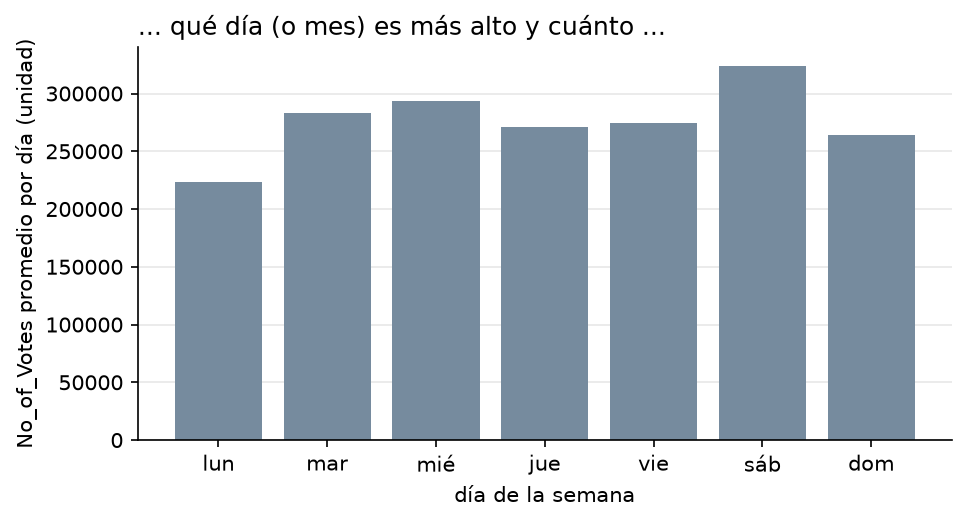 ... qué día (o mes) es más alto y cuánto ...
No_of_Votes promedio por día (unidad)
300000
250000
200000
150000
100000
50000
0
lun mar mié jue vie sáb dom
día de la semana